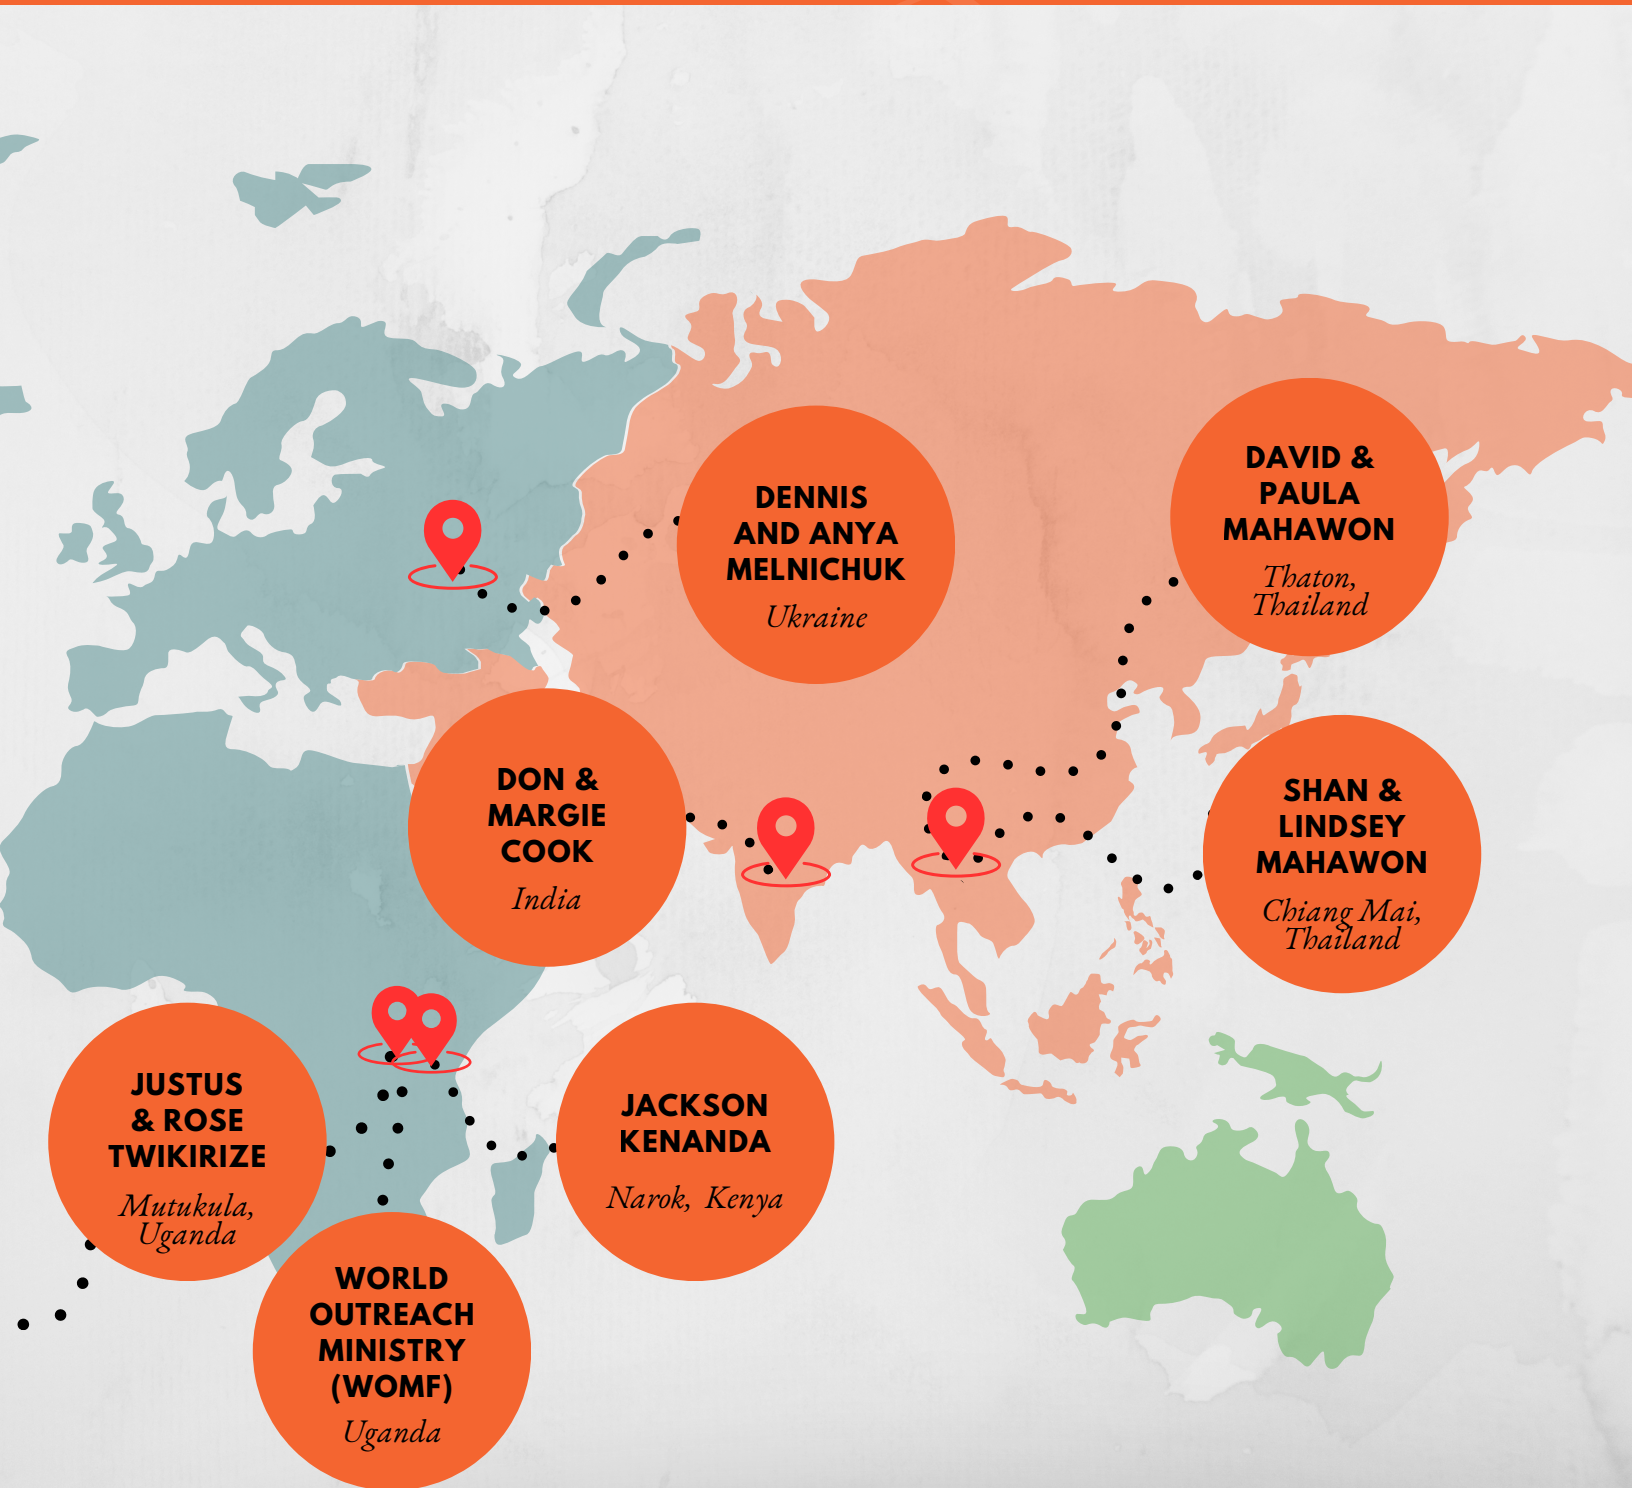 DENNIS
AND ANYA
MELNICHUK
Ukraine
DAVID &
PAULA
MAHAWON
Thaton,
Thailand
DON &
MARGIE
COOK
India
SHAN &
LINDSEY
MAHAWON
Chiang Mai,
Thailand
JUSTUS
& ROSE
TWIKIRIZE
Mutukula,
Uganda
JACKSON
KENANDA
Narok, Kenya
WORLD
OUTREACH
MINISTRY
(WOMF)
Uganda